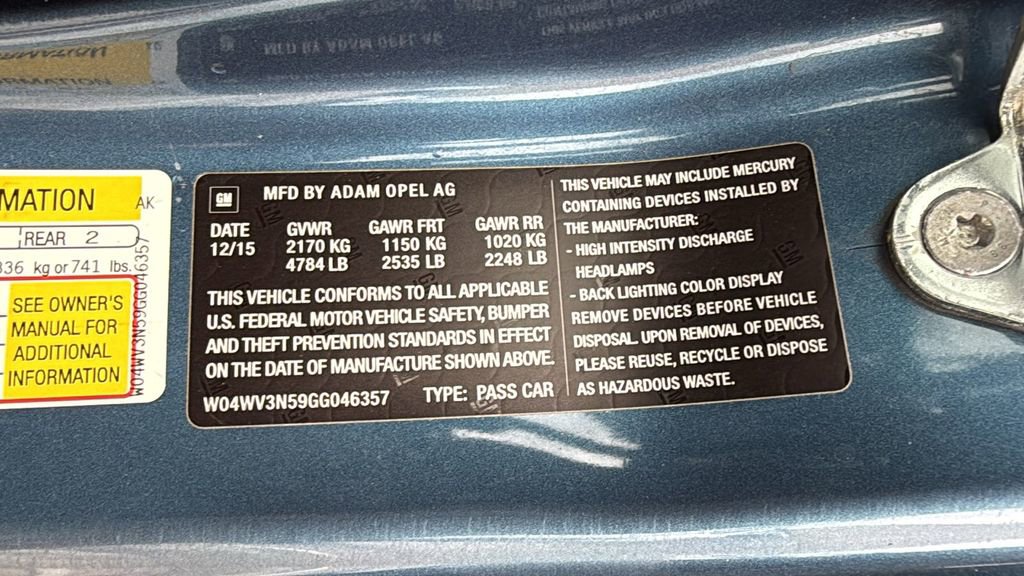 MATION
AK
REAR 2
336 kg or 741 lbs.
SEE OWNER'S
MANUAL FOR
ADDITIONAL
INFORMATION
W04WV3N59GG046357
GM MFD BY ADAM OPEL AG
DATE GVWR GAWR FRT GAWR RR
12/15 2170 KG 1150 KG 1020 KG
4784 LB 2535 LB 2248 LB
THIS VEHICLE CONFORMS TO ALL APPLICABLE
U.S. FEDERAL MOTOR VEHICLE SAFETY, BUMPER
AND THEFT PREVENTION STANDARDS IN EFFECT
ON THE DATE OF MANUFACTURE SHOWN ABOVE.
W04WV3N59GG046357 TYPE: PASS CAR
THIS VEHICLE MAY INCLUDE MERCURY
CONTAINING DEVICES INSTALLED BY
THE MANUFACTURER:
- HIGH INTENSITY DISCHARGE
HEADLAMPS
- BACK LIGHTING COLOR DISPLAY
REMOVE DEVICES BEFORE VEHICLE
DISPOSAL. UPON REMOVAL OF DEVICES,
PLEASE REUSE, RECYCLE OR DISPOSE
AS HAZARDOUS WASTE.